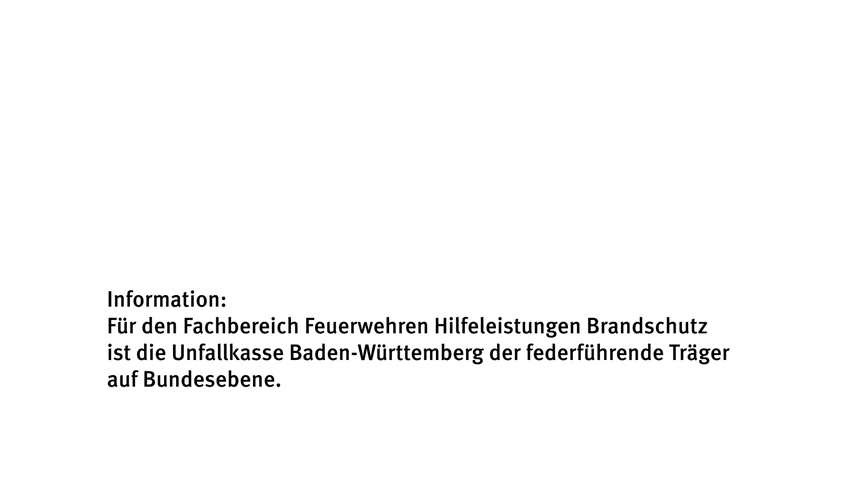 Information:
Für den Fachbereich Feuerwehren Hilfeleistungen Brandschutz
ist die Unfallkasse Baden-Württemberg der federführende Träger
auf Bundesebene.